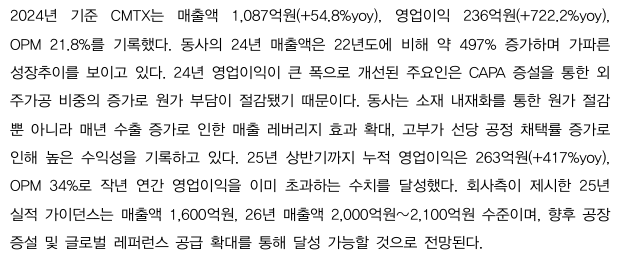 2024년 기준 CMTX는 매출액 1,087억원(+54.8%yoy), 영업이익 236억원(+722.2%yoy),
OPM 21.8%를 기록했다. 동사의 24년 매출액은 22년도에 비해 약 497% 증가하며 가파른
성장추이를 보이고 있다. 24년 영업이익이 큰 폭으로 개선된 주요인은 CAPA 증설을 통한 외
주가공 비중의 증가로 원가 부담이 절감됐기 때문이다. 동사는 소재 내재화를 통한 원가 절감
뿐 아니라 매년 수출 증가로 인한 매출 레버리지 효과 확대, 고부가 선당 공정 채택률 증가로
인해 높은 수익성을 기록하고 있다. 25년 상반기까지 누적 영업이익은 263억원(+417%yoy),
OPM 34%로 작년 연간 영업이익을 이미 초과하는 수치를 달성했다. 회사측이 제시한 25년
실적 가이던스는 매출액 1,600억원, 26년 매출액 2,000억원~2,100억원 수준이며, 향후 공장
증설 및 글로벌 레퍼런스 공급 확대를 통해 달성 가능할 것으로 전망된다.